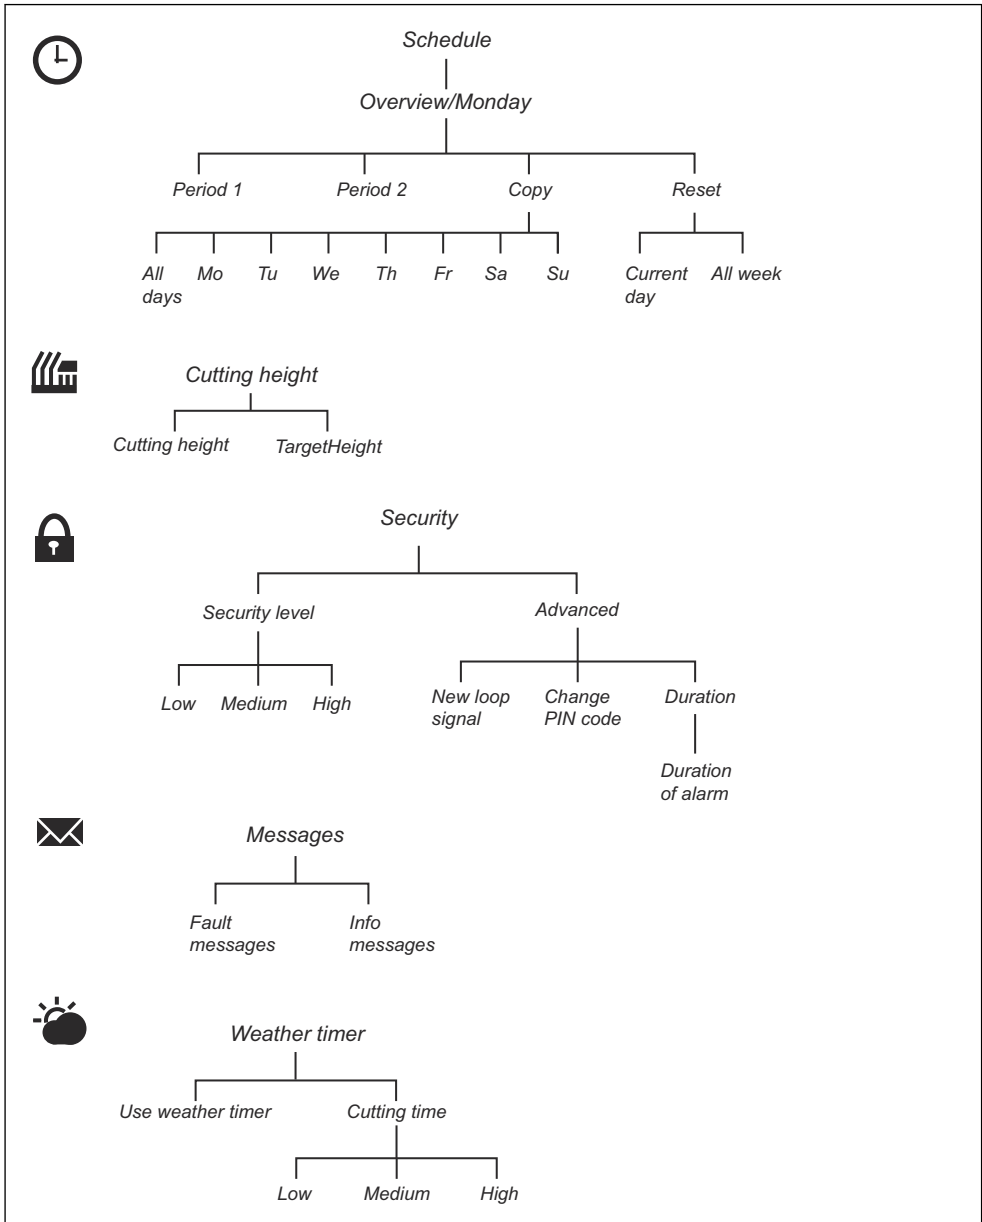 Schedule
Overview/Monday
Period 1
Period 2
Copy
Reset
All
days
Mo
Tu
We
Th
Fr
Sa
Su
Current
day
All week
Cutting height
Cutting height
TargetHeight
Security
Security level
Advanced
Low
Medium
High
New loop
signal
Change
PIN code
Duration
Duration
of alarm
Messages
Fault
messages
Info
messages
Weather timer
Use weather timer
Cutting time
Low
Medium
High